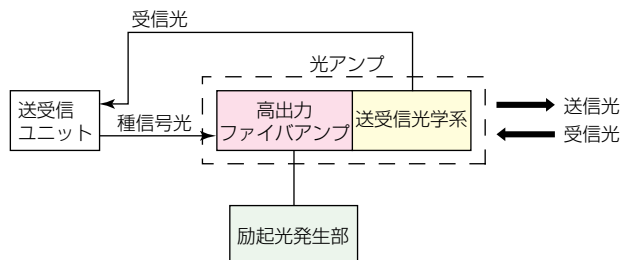 受信光
光アンプ
送受信
ユニット
種信号光
高出力
ファイバアンプ
送受信光学系
送信光
受信光
励起光発生部